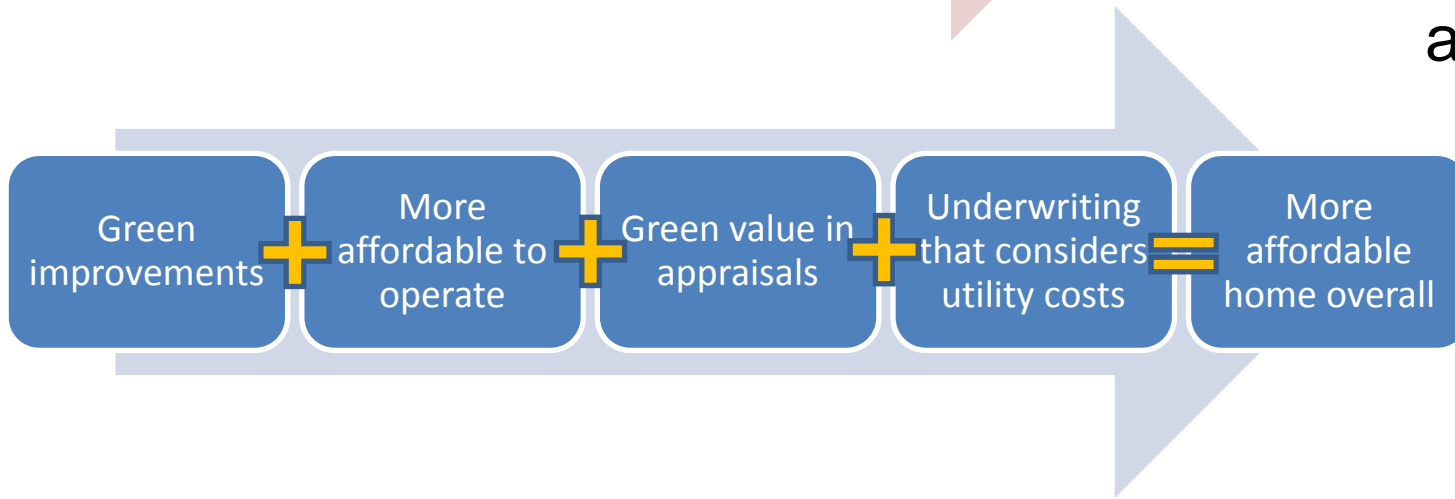 a
Green
improvements
More
affordable to
operate
Green value in
appraisals
Underwriting
that considers
utility costs
More
affordable
home overall